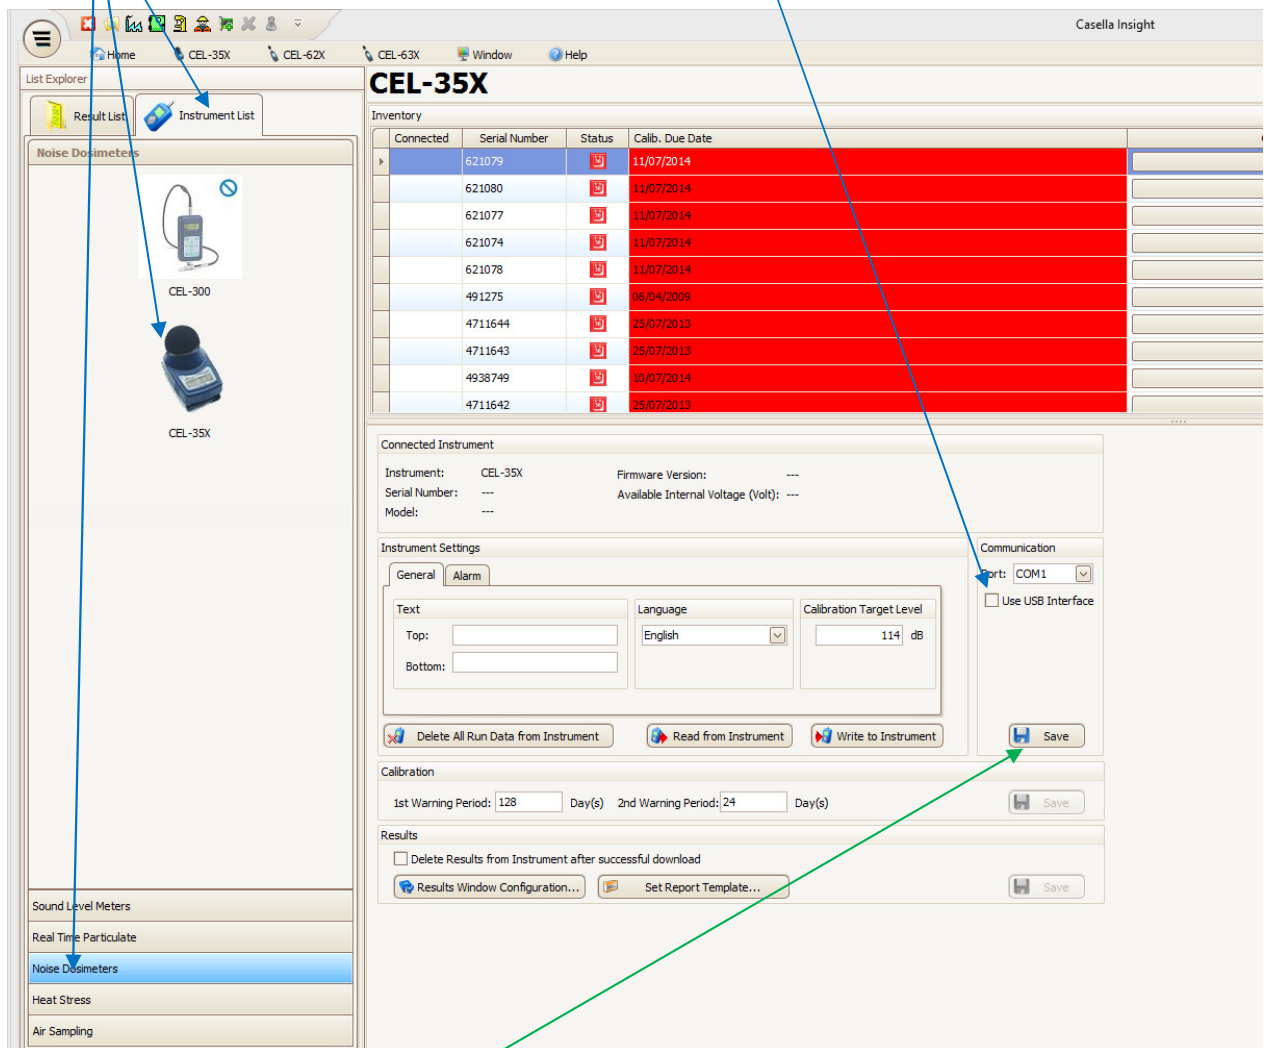 Casella Insight
Home CEL-35X CEL-62X CEL-63X Window Help
List Explorer
Result List Instrument List
Noise Dosimeters
CEL-300
CEL-35X
Sound Level Meters
Real Time Particulate
Noise Dosimeters
Heat Stress
Air Sampling
CEL-35X
Inventory
Connected Serial Number Status Calib. Due Date
621079 11/07/2014
621080 11/07/2014
621077 11/07/2014
621074 11/07/2014
621078 11/07/2014
491275 06/04/2009
4711644 25/07/2013
4711643 25/07/2013
4938749 10/07/2014
4711642 25/07/2013
Connected Instrument
Instrument: CEL-35X Firmware Version: ---
Serial Number: --- Available Internal Voltage (Volt): ---
Model: ---
Instrument Settings
General Alarm
Text Language Calibration Target Level
Top: English 114 dB
Bottom:
Delete All Run Data from Instrument Read from Instrument Write to Instrument
Communication
Port: COM1
Use USB Interface
Save
Calibration
1st Warning Period: 128 Day(s) 2nd Warning Period: 24 Day(s) Save
Results
Delete Results from Instrument after successful download
Results Window Configuration... Set Report Template... Save